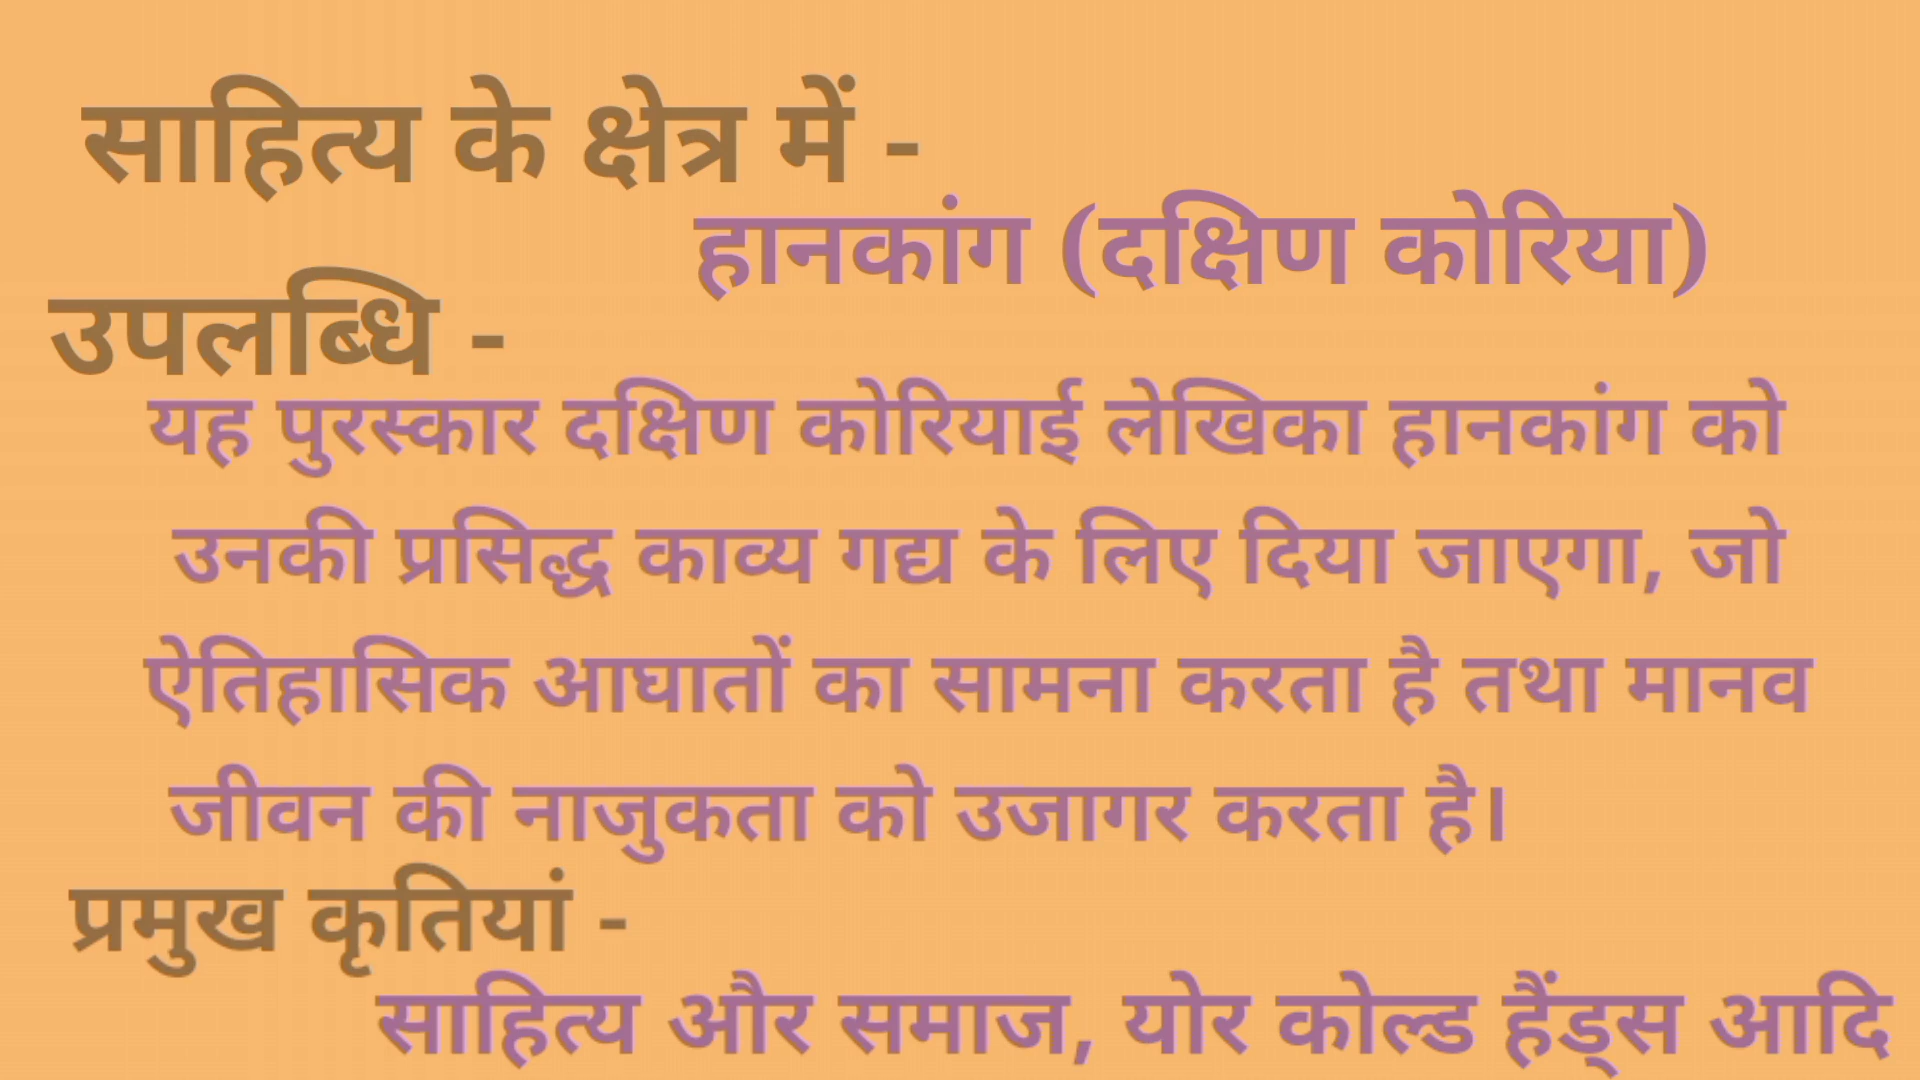 साहित्य के क्षेत्र में -
हानकांग (दक्षिण कोरिया)
उपलब्धि -
यह पुरस्कार दक्षिण कोरियाई लेखिका हानकांग को
उनकी प्रसिद्ध काव्य गद्य के लिए दिया जाएगा, जो
ऐतिहासिक आघातों का सामना करता है तथा मानव
जीवन की नाजुकता को उजागर करता है।
प्रमुख कृतियां -
साहित्य और समाज, योर कोल्ड हैंड्स आदि